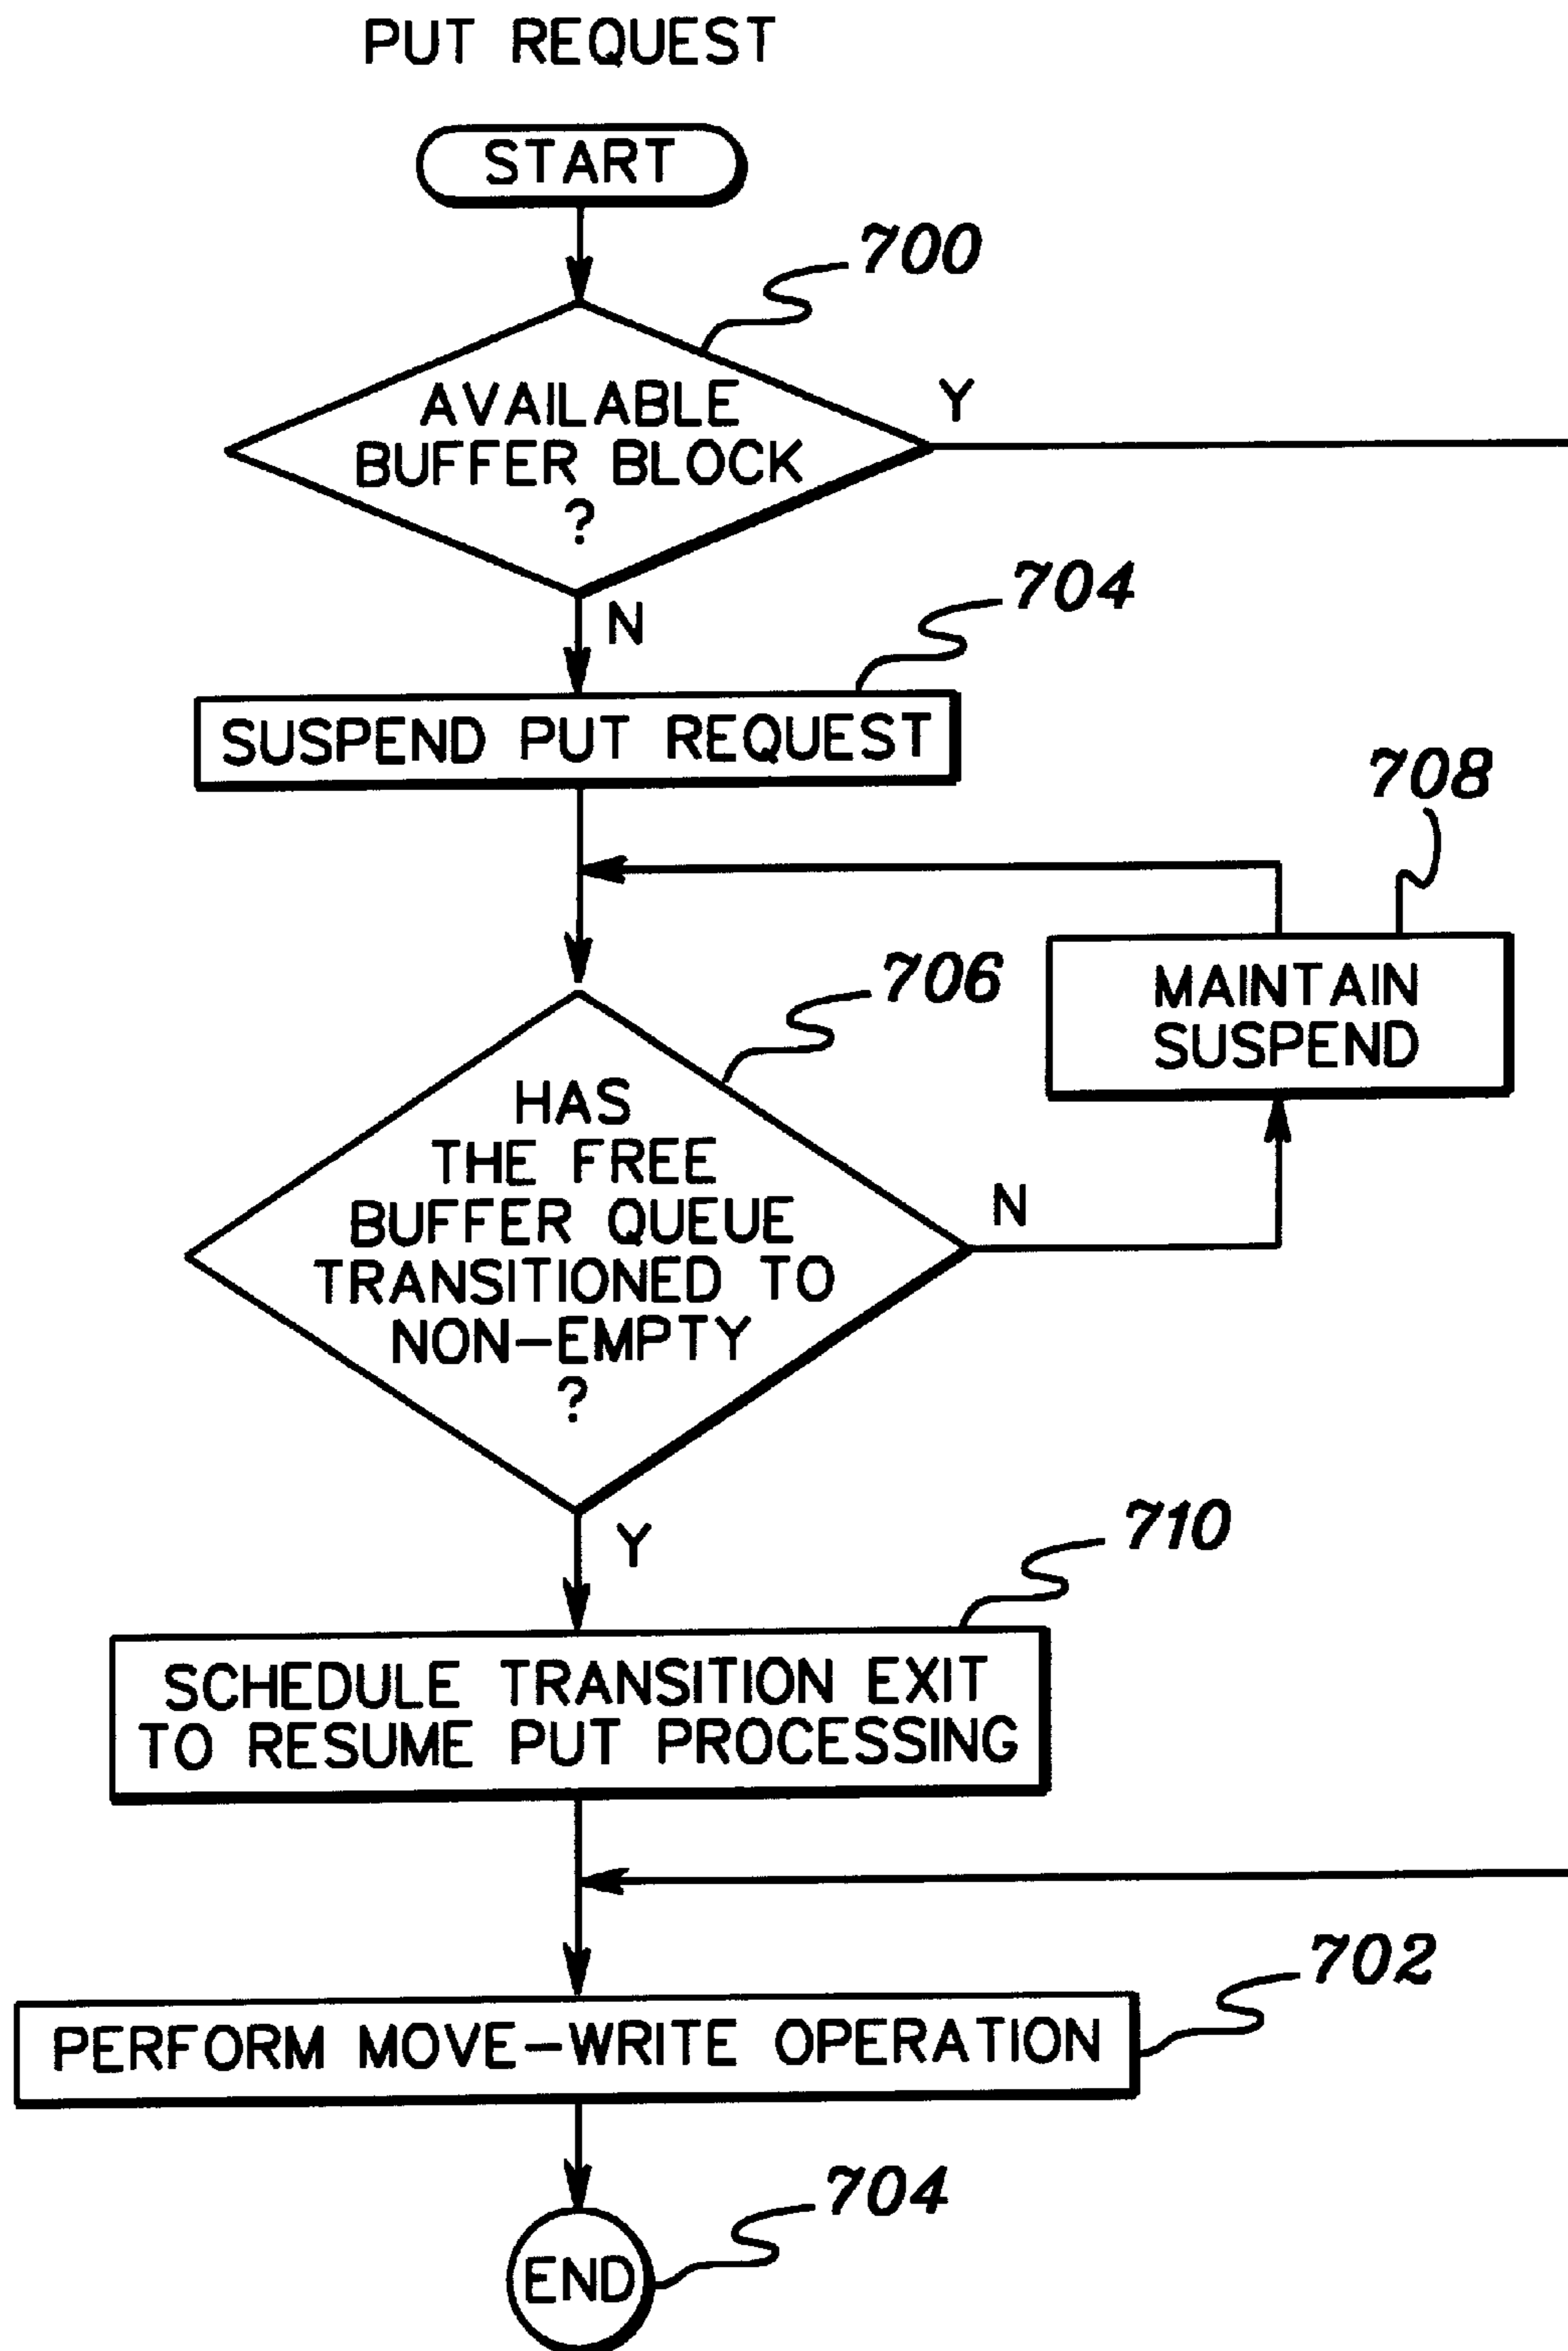 PUT REQUEST
START
700
AVAILABLE
BUFFER BLOCK
?
Y
N
704
SUSPEND PUT REQUEST
708
MAINTAIN
SUSPEND
706
HAS
THE FREE
BUFFER QUEUE
TRANSITIONED TO
NON-EMPTY
?
N
Y
710
SCHEDULE TRANSITION EXIT
TO RESUME PUT PROCESSING
702
PERFORM MOVE-WRITE OPERATION
704
END